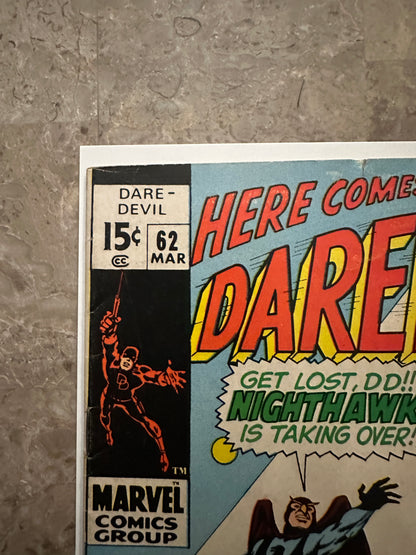 DARE-
DEVIL
15¢ 62
CC MAR
HERE COMES
DARE
GET LOST, D.D.!!
NIGHTHAWK
IS TAKING OVER!
TM
MARVEL
COMICS
GROUP